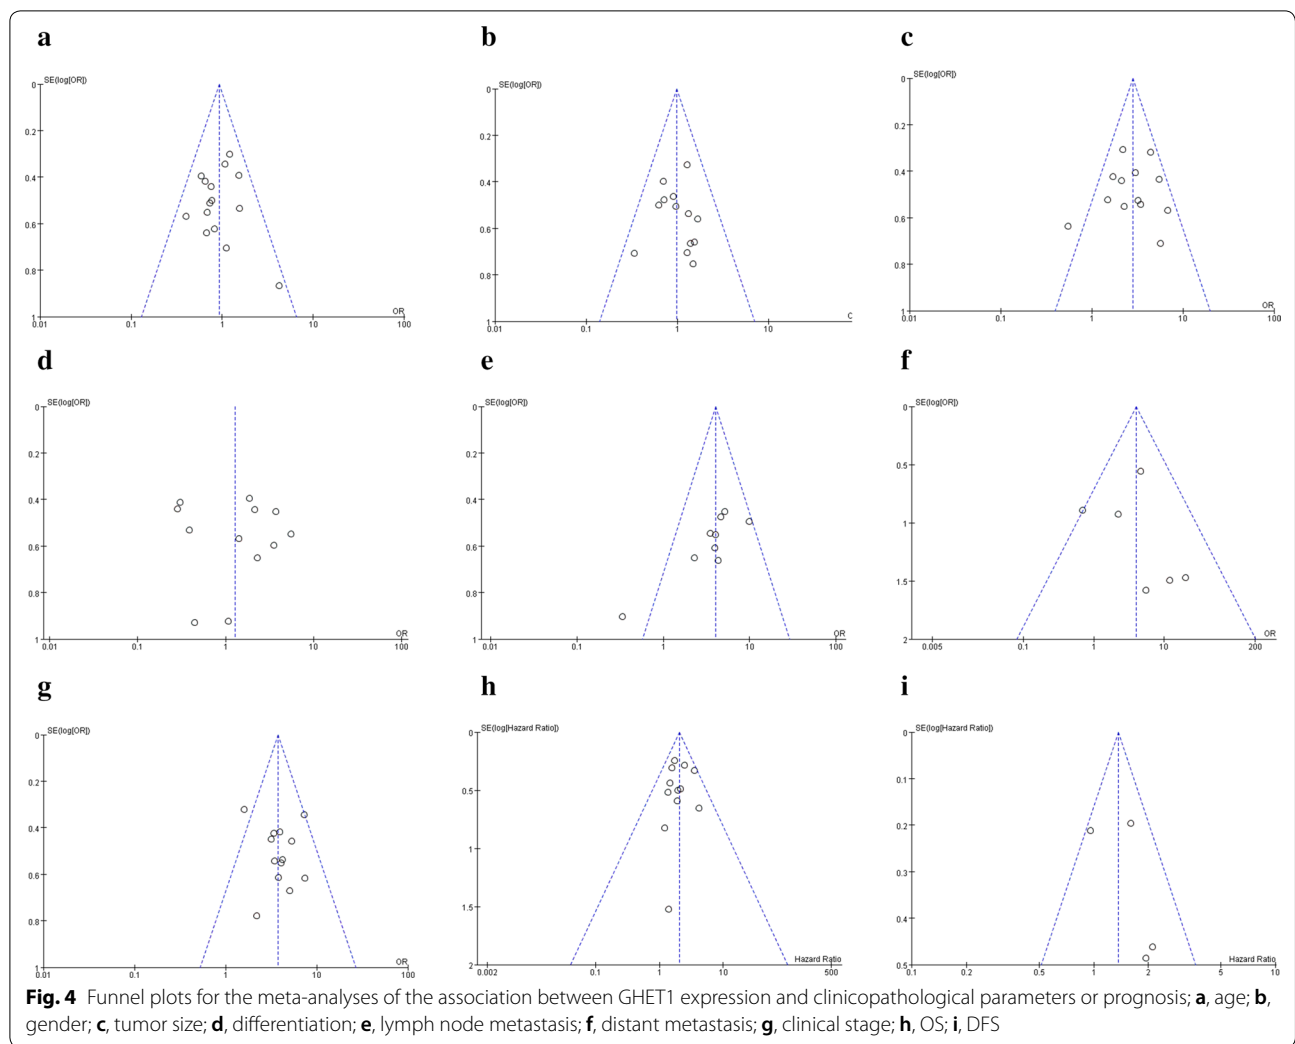 a
SE(log[OR])
0
0.2
0.4
0.6
0.8
1
OR
0.01 0.1 1 10 100
b
SE(log[OR])
0
0.2
0.4
0.6
0.8
1
0.01 0.1 1 10
c
SE(log[OR])
0
0.2
0.4
0.6
0.8
1
OR
0.01 0.1 1 10 100
d
SE(log[OR])
0
0.2
0.4
0.6
0.8
1
OR
0.01 0.1 1 10 100
e
SE(log[OR])
0
0.2
0.4
0.6
0.8
1
OR
0.01 0.1 1 10 100
f
SE(log[OR])
0
0.5
1
1.5
2
OR
0.005 0.1 1 10 200
g
SE(log[OR])
0
0.2
0.4
0.6
0.8
1
OR
0.01 0.1 1 10 100
h
SE(log[Hazard Ratio])
0
0.5
1
1.5
2
Hazard Ratio
0.002 0.1 1 10 500
i
SE(log[Hazard Ratio])
0
0.1
0.2
0.3
0.4
0.5
Hazard Ratio
0.1 0.2 0.5 1 2 5 10
Fig. 4 Funnel plots for the meta-analyses of the association between GHET1 expression and clinicopathological parameters or prognosis; a, age; b,
gender; c, tumor size; d, differentiation; e, lymph node metastasis; f, distant metastasis; g, clinical stage; h, OS; i, DFS